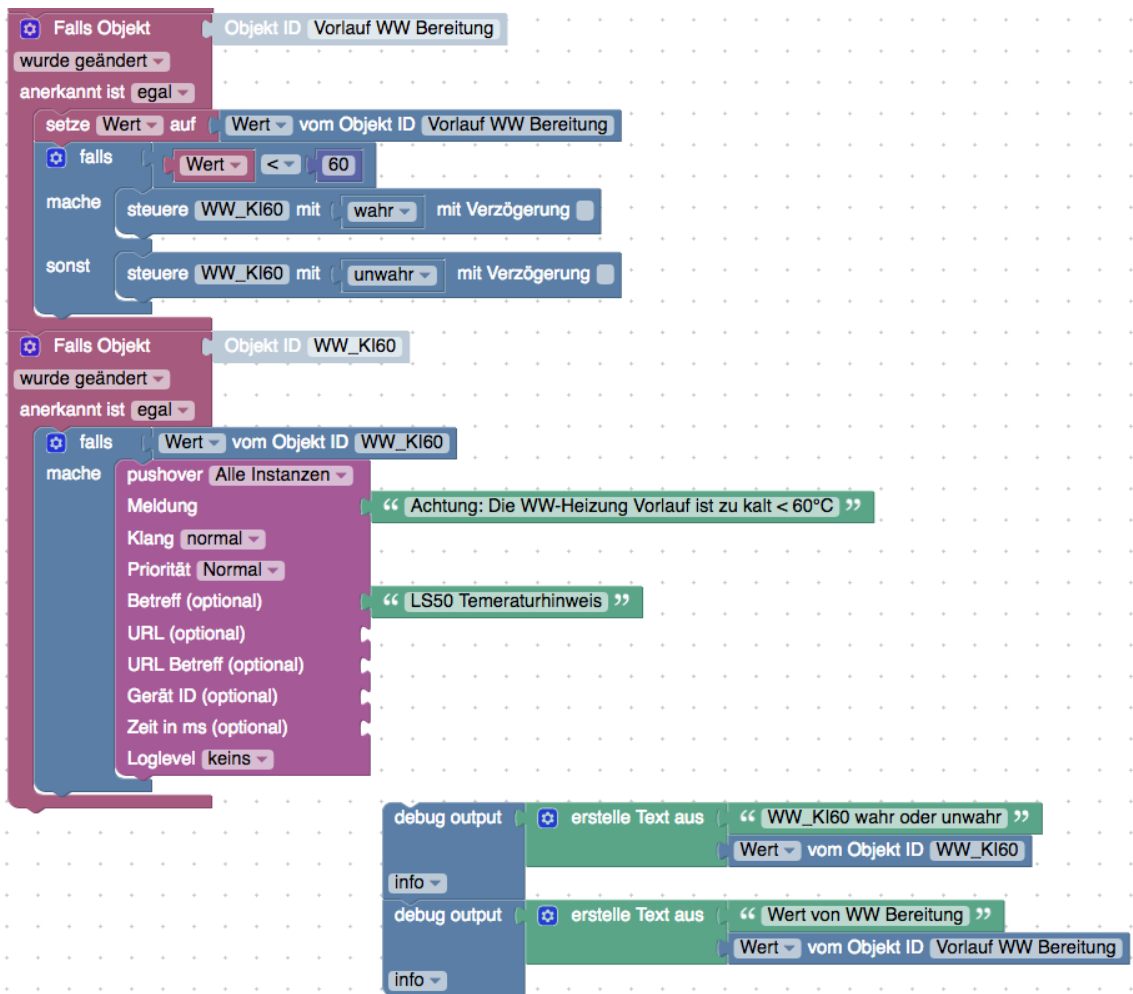 Falls Objekt Objekt ID Vorlauf WW Bereitung
wurde geändert
anerkannt ist egal
setze Wert auf Wert vom Objekt ID Vorlauf WW Bereitung
falls Wert < 60
mache steuere WW_KI60 mit wahr mit Verzögerung
sonst steuere WW_KI60 mit unwahr mit Verzögerung
Falls Objekt Objekt ID WW_KI60
wurde geändert
anerkannt ist egal
falls Wert vom Objekt ID WW_KI60
mache pushover Alle Instanzen
Meldung “ Achtung: Die WW-Heizung Vorlauf ist zu kalt < 60°C ”
Klang normal
Priorität Normal
Betreff (optional) “ LS50 Temeraturhinweis ”
URL (optional)
URL Betreff (optional)
Gerät ID (optional)
Zeit in ms (optional)
Loglevel keins
debug output erstelle Text aus “ WW_KI60 wahr oder unwahr ”
Wert vom Objekt ID WW_KI60
info
debug output erstelle Text aus “ Wert von WW Bereitung ”
Wert vom Objekt ID Vorlauf WW Bereitung
info